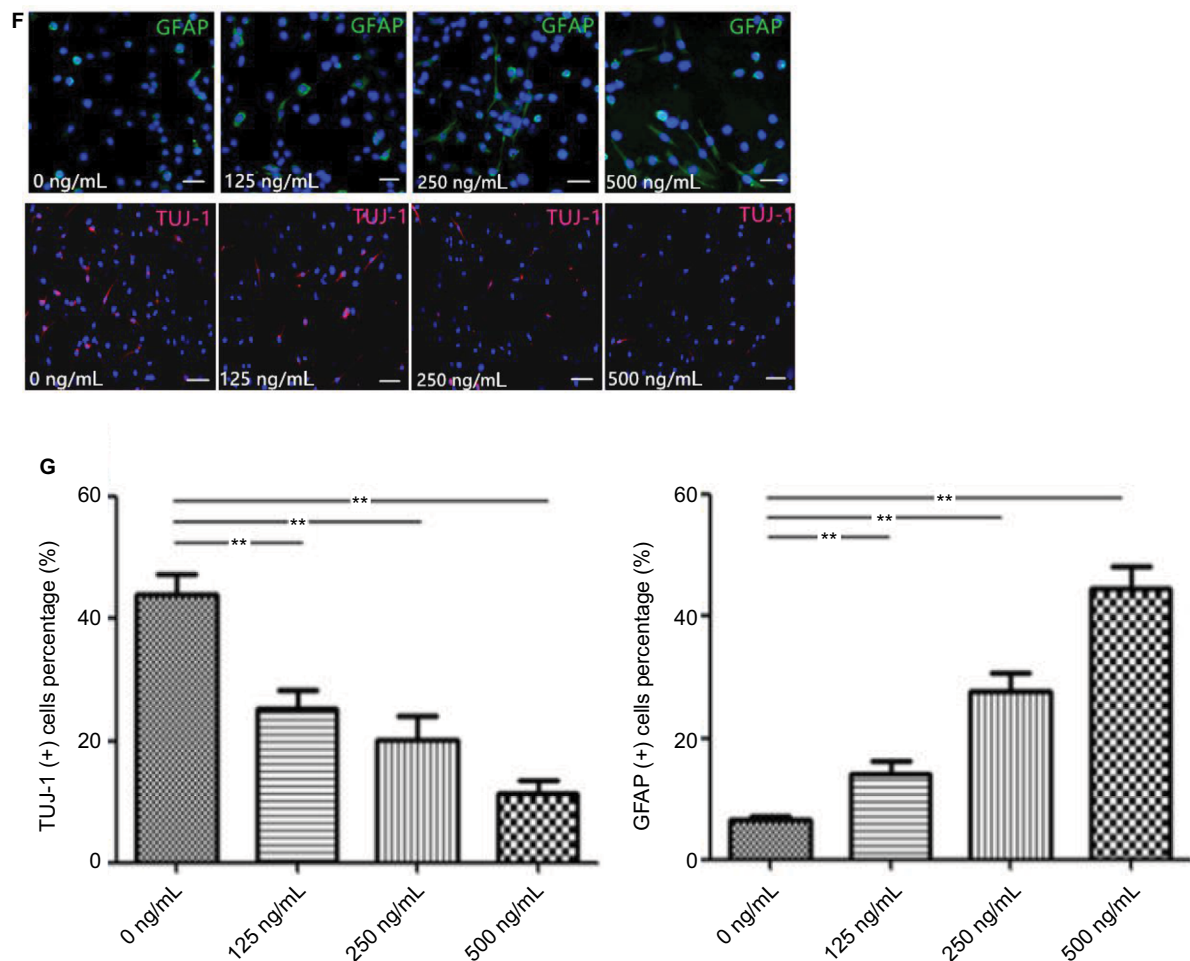 F
GFAP GFAP GFAP GFAP
0 ng/mL 125 ng/mL 250 ng/mL 500 ng/mL
TUJ-1 TUJ-1 TUJ-1 TUJ-1
0 ng/mL 125 ng/mL 250 ng/mL 500 ng/mL
G
TUJ-1 (+) cells percentage (%)
60
40
20
0
**
**
**
0 ng/mL 125 ng/mL 250 ng/mL 500 ng/mL
GFAP (+) cells percentage (%)
60
40
20
0
**
**
**
0 ng/mL 125 ng/mL 250 ng/mL 500 ng/mL